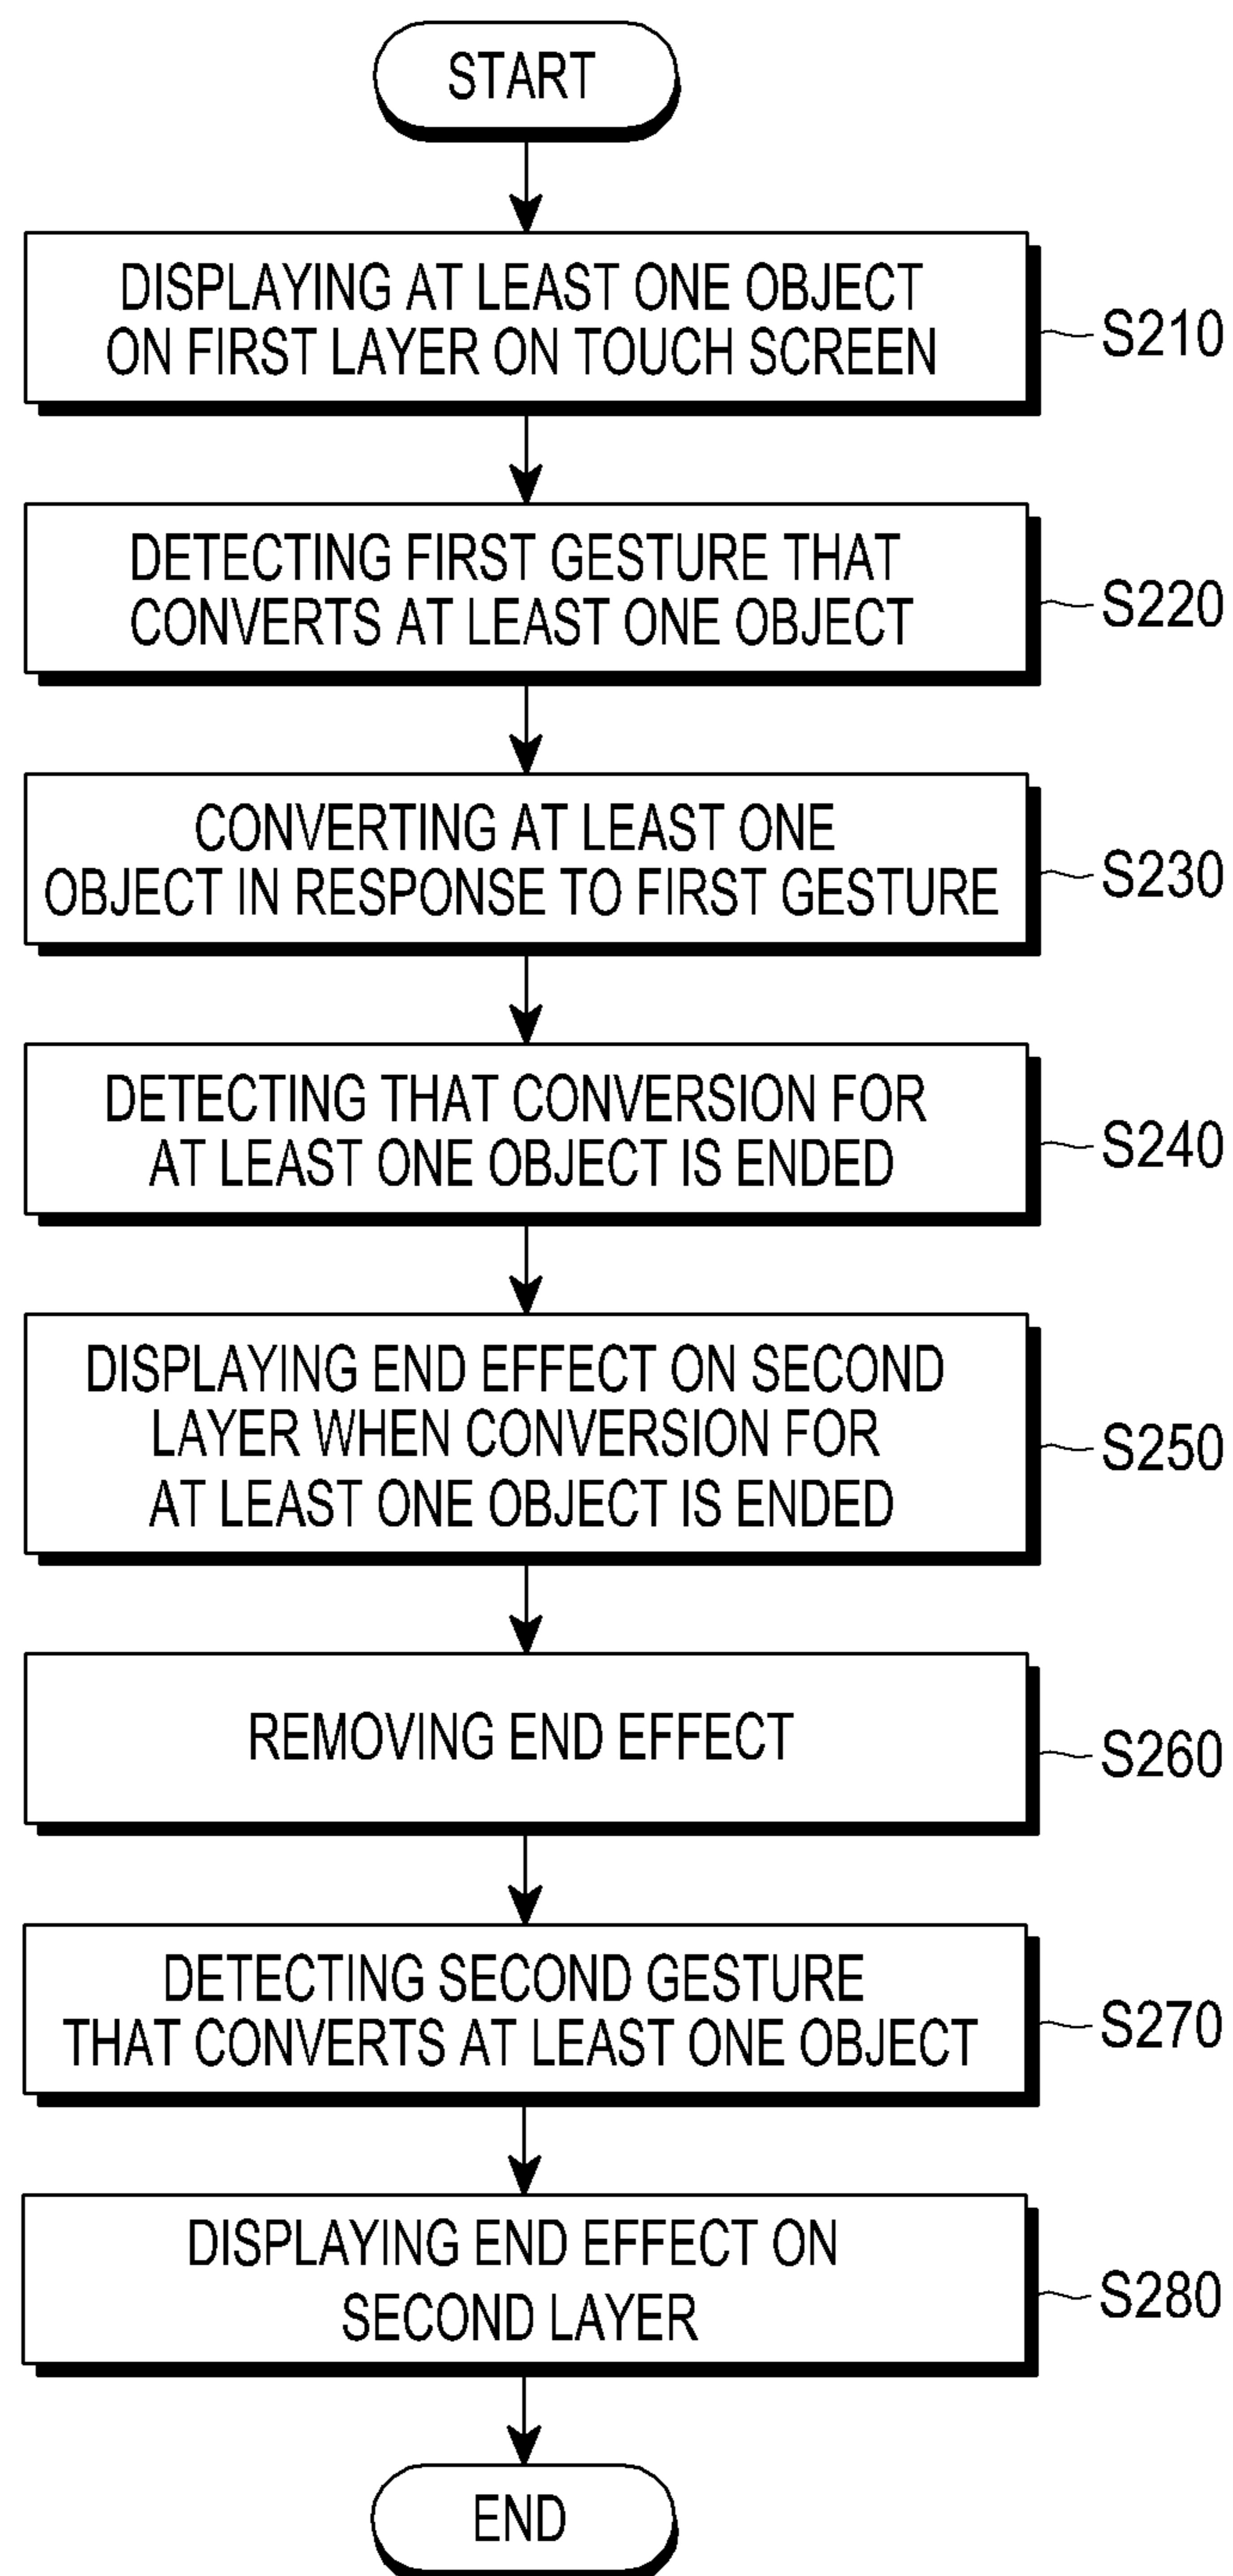 START
DISPLAYING AT LEAST ONE OBJECT
ON FIRST LAYER ON TOUCH SCREEN
S210
DETECTING FIRST GESTURE THAT
CONVERTS AT LEAST ONE OBJECT
S220
CONVERTING AT LEAST ONE
OBJECT IN RESPONSE TO FIRST GESTURE
S230
DETECTING THAT CONVERSION FOR
AT LEAST ONE OBJECT IS ENDED
S240
DISPLAYING END EFFECT ON SECOND
LAYER WHEN CONVERSION FOR
AT LEAST ONE OBJECT IS ENDED
S250
REMOVING END EFFECT
S260
DETECTING SECOND GESTURE
THAT CONVERTS AT LEAST ONE OBJECT
S270
DISPLAYING END EFFECT ON
SECOND LAYER
S280
END